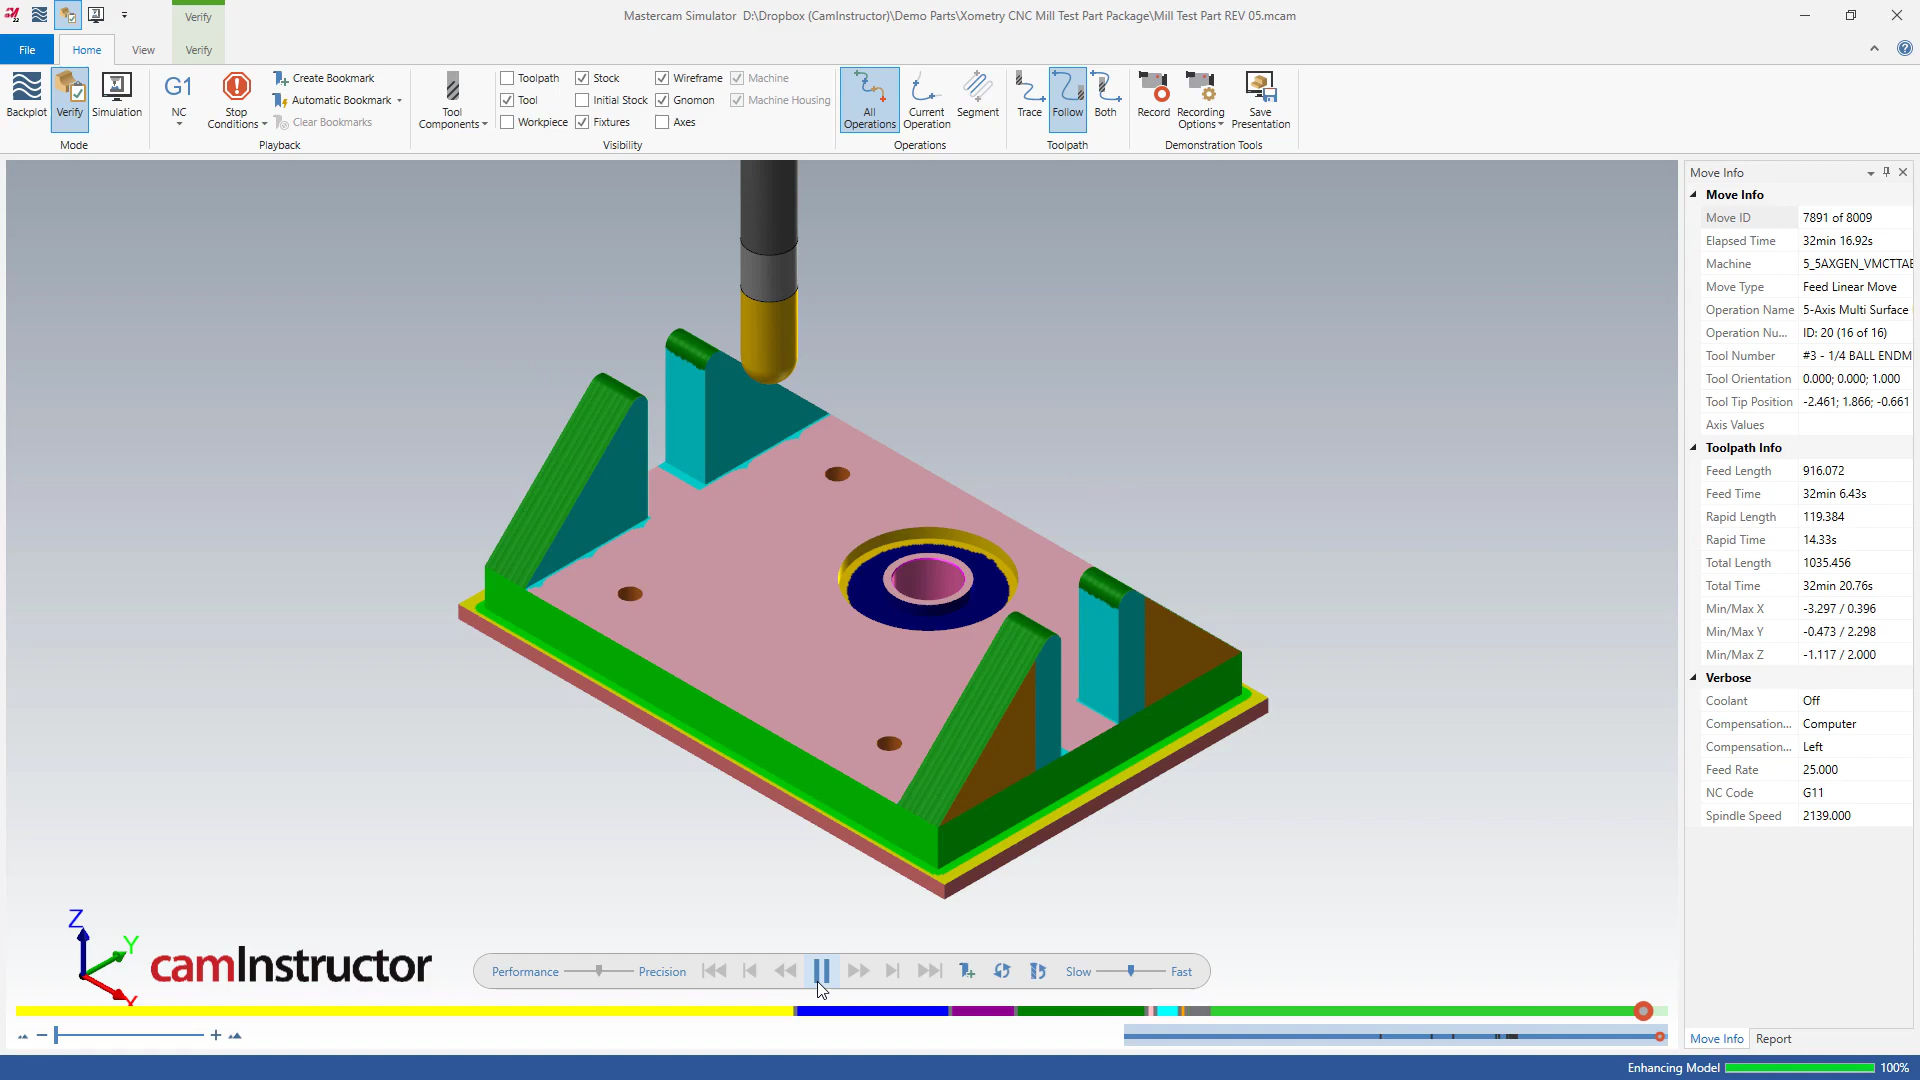 Verify
Mastercam Simulator D:\Dropbox (CamInstructor)\Demo Parts\Xometry CNC Mill Test Part Package\Mill Test Part REV 05.mcam
File Home View Verify
Backplot Verify Simulation
Mode
G1
NC
Stop Conditions
Create Bookmark
Automatic Bookmark
Clear Bookmarks
Playback
Tool Components
Toolpath Stock Wireframe Machine
Tool Initial Stock Gnomon Machine Housing
Workpiece Fixtures Axes
Visibility
All Operations
Current Operation
Segment
Operations
Trace Follow Both
Toolpath
Record
Recording Options
Save Presentation
Demonstration Tools
Move Info
Move Info
Move ID 7891 of 8009
Elapsed Time 32min 16.92s
Machine 5_5AXGEN_VMCTTAB
Move Type Feed Linear Move
Operation Name 5-Axis Multi Surface
Operation Nu... ID: 20 (16 of 16)
Tool Number #3 - 1/4 BALL ENDM
Tool Orientation 0.000; 0.000; 1.000
Tool Tip Position -2.461; 1.866; -0.661
Axis Values
Toolpath Info
Feed Length 916.072
Feed Time 32min 6.43s
Rapid Length 119.384
Rapid Time 14.33s
Total Length 1035.456
Total Time 32min 20.76s
Min/Max X -3.297 / 0.396
Min/Max Y -0.473 / 2.298
Min/Max Z -1.117 / 2.000
Verbose
Coolant Off
Compensation... Computer
Compensation... Left
Feed Rate 25.000
NC Code G11
Spindle Speed 2139.000
Z
Y
X
camInstructor
Performance Precision Slow Fast
Move Info Report
Enhancing Model 100%